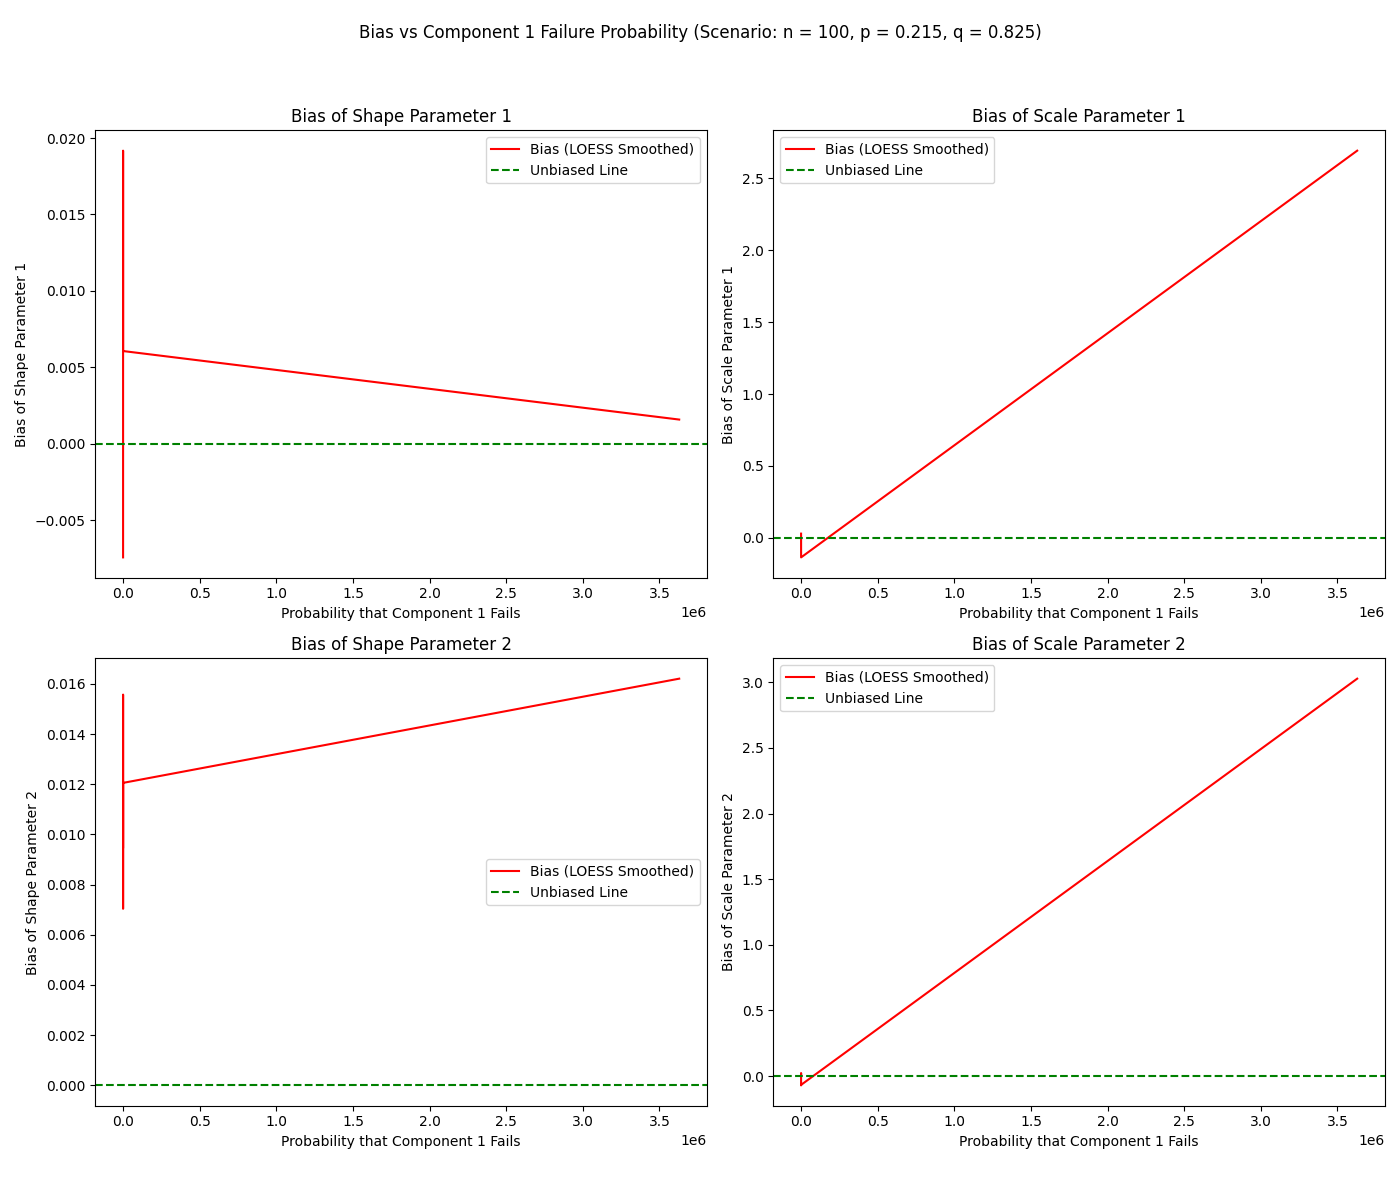 Bias vs Component 1 Failure Probability (Scenario: n = 100, p = 0.215, q = 0.825)
Bias of Shape Parameter 1
Bias (LOESS Smoothed)
Unbiased Line
0.020
0.015
0.010
0.005
0.000
−0.005
Bias of Shape Parameter 1
0.0 0.5 1.0 1.5 2.0 2.5 3.0 3.5
1e6
Probability that Component 1 Fails
Bias of Scale Parameter 1
Bias (LOESS Smoothed)
Unbiased Line
2.5
2.0
1.5
1.0
0.5
0.0
Bias of Scale Parameter 1
0.0 0.5 1.0 1.5 2.0 2.5 3.0 3.5
1e6
Probability that Component 1 Fails
Bias of Shape Parameter 2
0.016
0.014
0.012
0.010
0.008
0.006
0.004
0.002
0.000
Bias of Shape Parameter 2
Bias (LOESS Smoothed)
Unbiased Line
0.0 0.5 1.0 1.5 2.0 2.5 3.0 3.5
1e6
Probability that Component 1 Fails
Bias of Scale Parameter 2
Bias (LOESS Smoothed)
Unbiased Line
3.0
2.5
2.0
1.5
1.0
0.5
0.0
Bias of Scale Parameter 2
0.0 0.5 1.0 1.5 2.0 2.5 3.0 3.5
1e6
Probability that Component 1 Fails